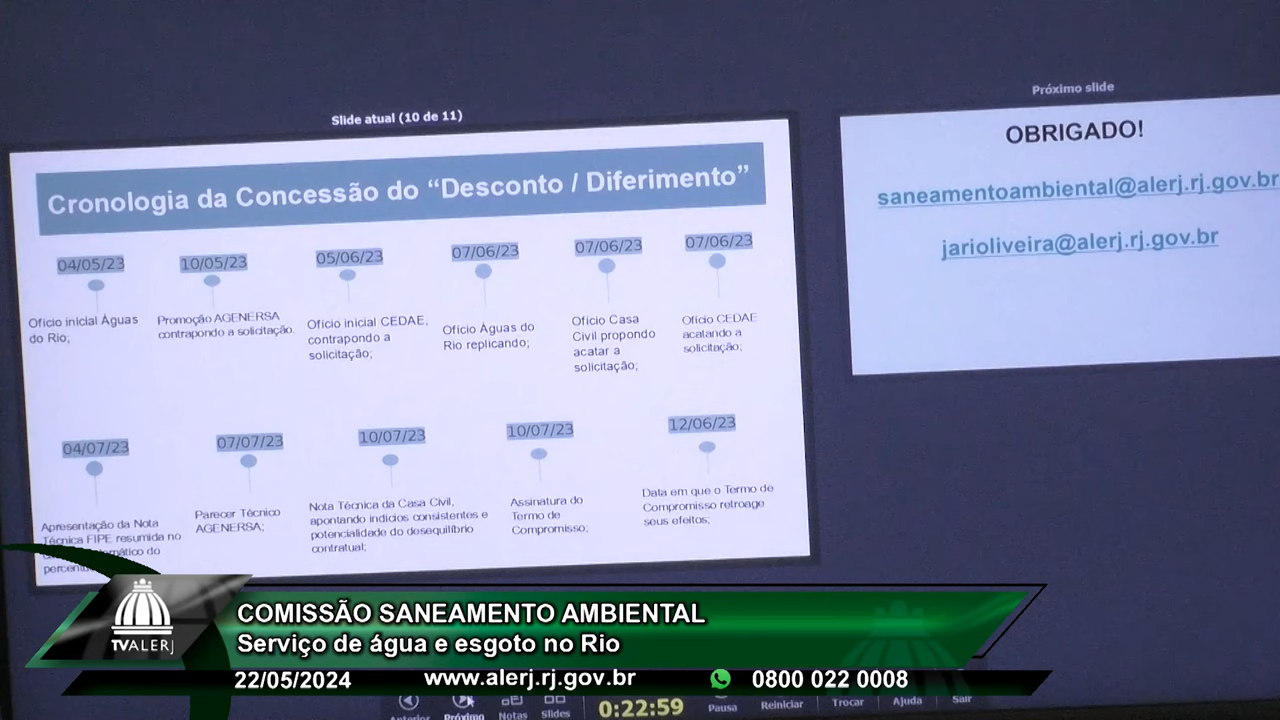 Slide atual (10 de 11)
Próximo slide
Cronologia da Concessão do “Desconto / Diferimento”
04/05/23
Ofício inicial Águas
do Rio;
10/05/23
Promoção AGENERSA
contrapondo a solicitação.
05/06/23
Ofício inicial CEDAE,
contrapondo a
solicitação;
07/06/23
Ofício Águas do
Rio replicando;
07/06/23
Ofício Casa
Civil propondo
acatar a
solicitação;
07/06/23
Ofício CEDAE
acatando a
solicitação;
04/07/23
Apresentação da Nota
Técnica FIPE resumida no
do
07/07/23
Parecer Técnico
AGENERSA;
10/07/23
Nota Técnica da Casa Civil,
apontando indícios consistentes e
potencialidade do desequilíbrio
contratual;
10/07/23
Assinatura do
Termo de
Compromisso;
12/06/23
Data em que o Termo de
Compromisso retroage
seus efeitos;
OBRIGADO!
saneamentoambiental@alerj.rj.gov.br
jarioliveira@alerj.rj.gov.br
TVALERJ
COMISSÃO SANEAMENTO AMBIENTAL
Serviço de água e esgoto no Rio
22/05/2024 www.alerj.rj.gov.br 0800 022 0008
Anterior Próximo Notas Slides 0:22:59 Pausa Reiniciar Trocar Ajuda Sair